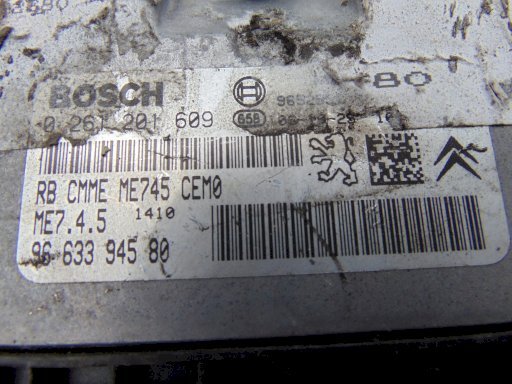 BOSCH
0 261 201 609
RB CMME ME745 CEM0
ME7.4.5 1410
96 633 945 80